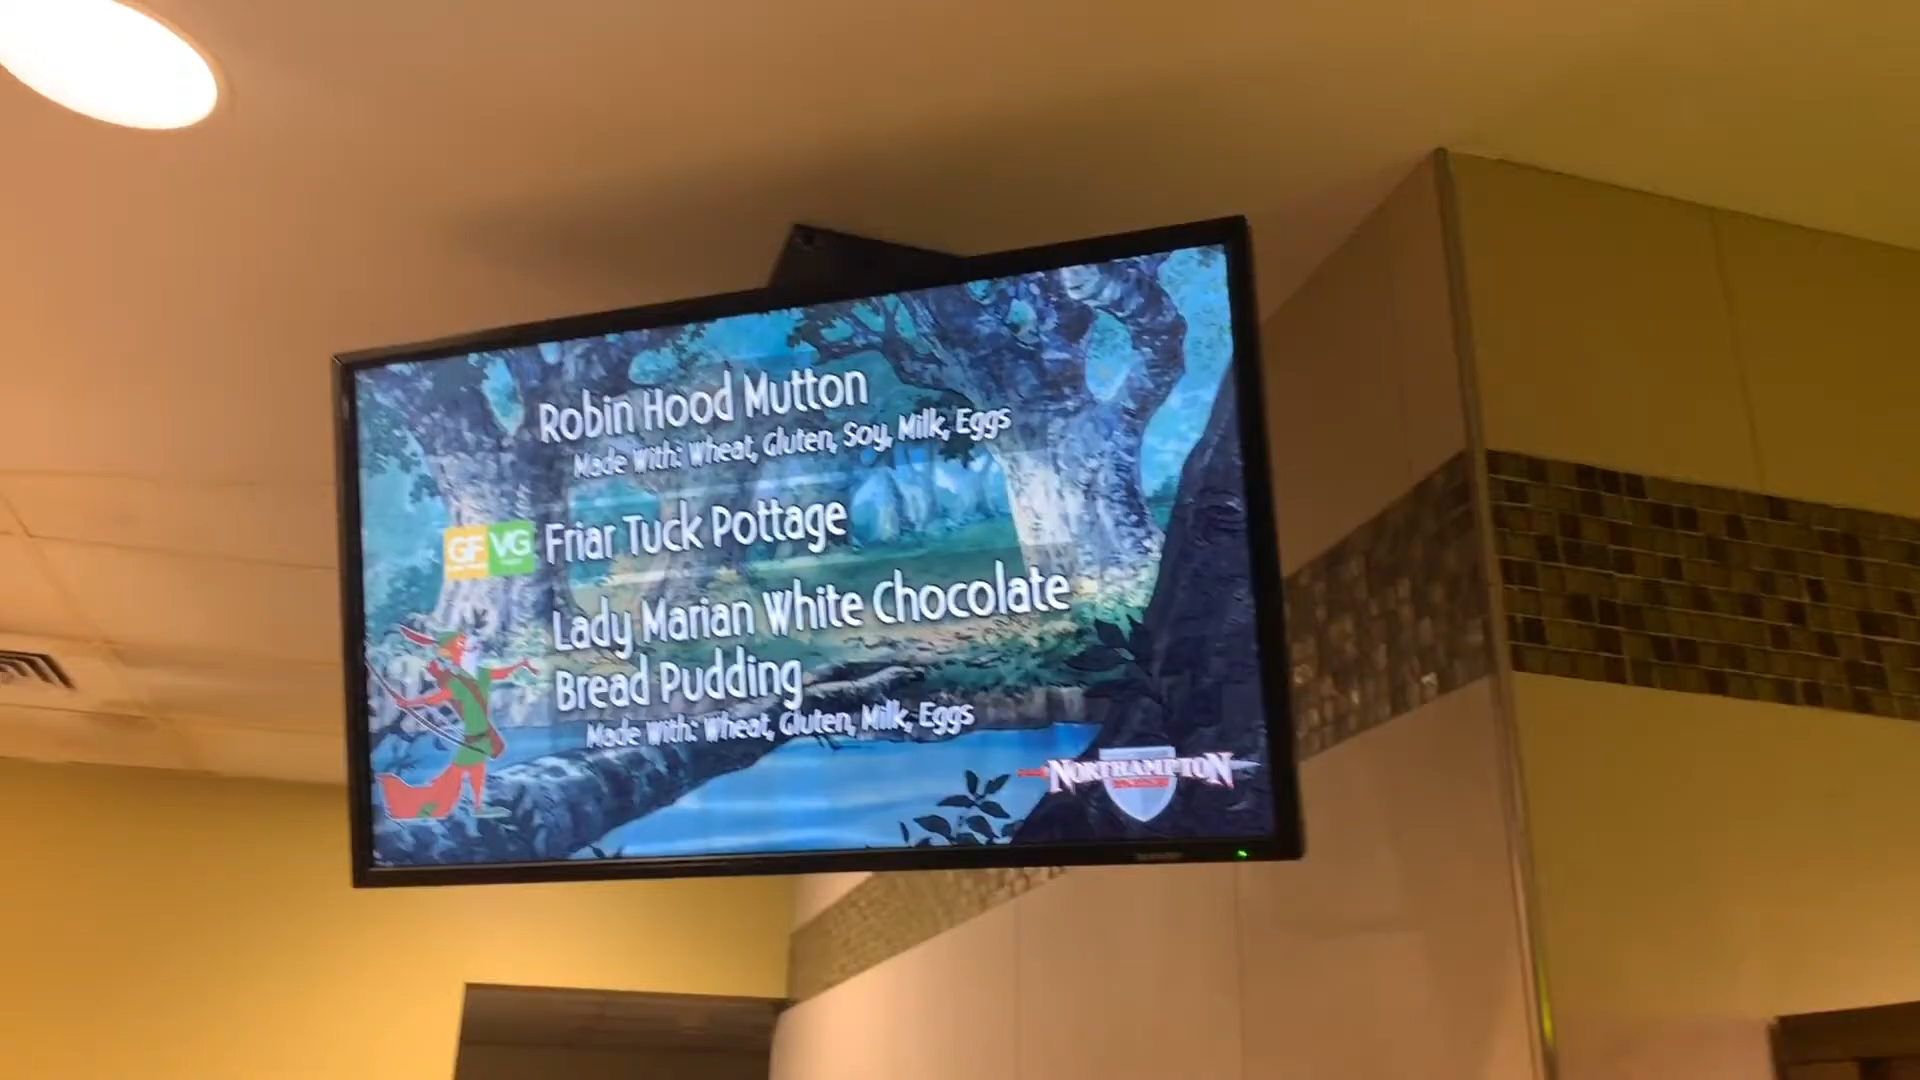 Robin Hood Mutton
Made With: Wheat, Gluten, Soy, Milk, Eggs
GF VG Friar Tuck Pottage
Lady Marian White Chocolate
Bread Pudding
Made With: Wheat, Gluten, Milk, Eggs
NORTHAMPTON